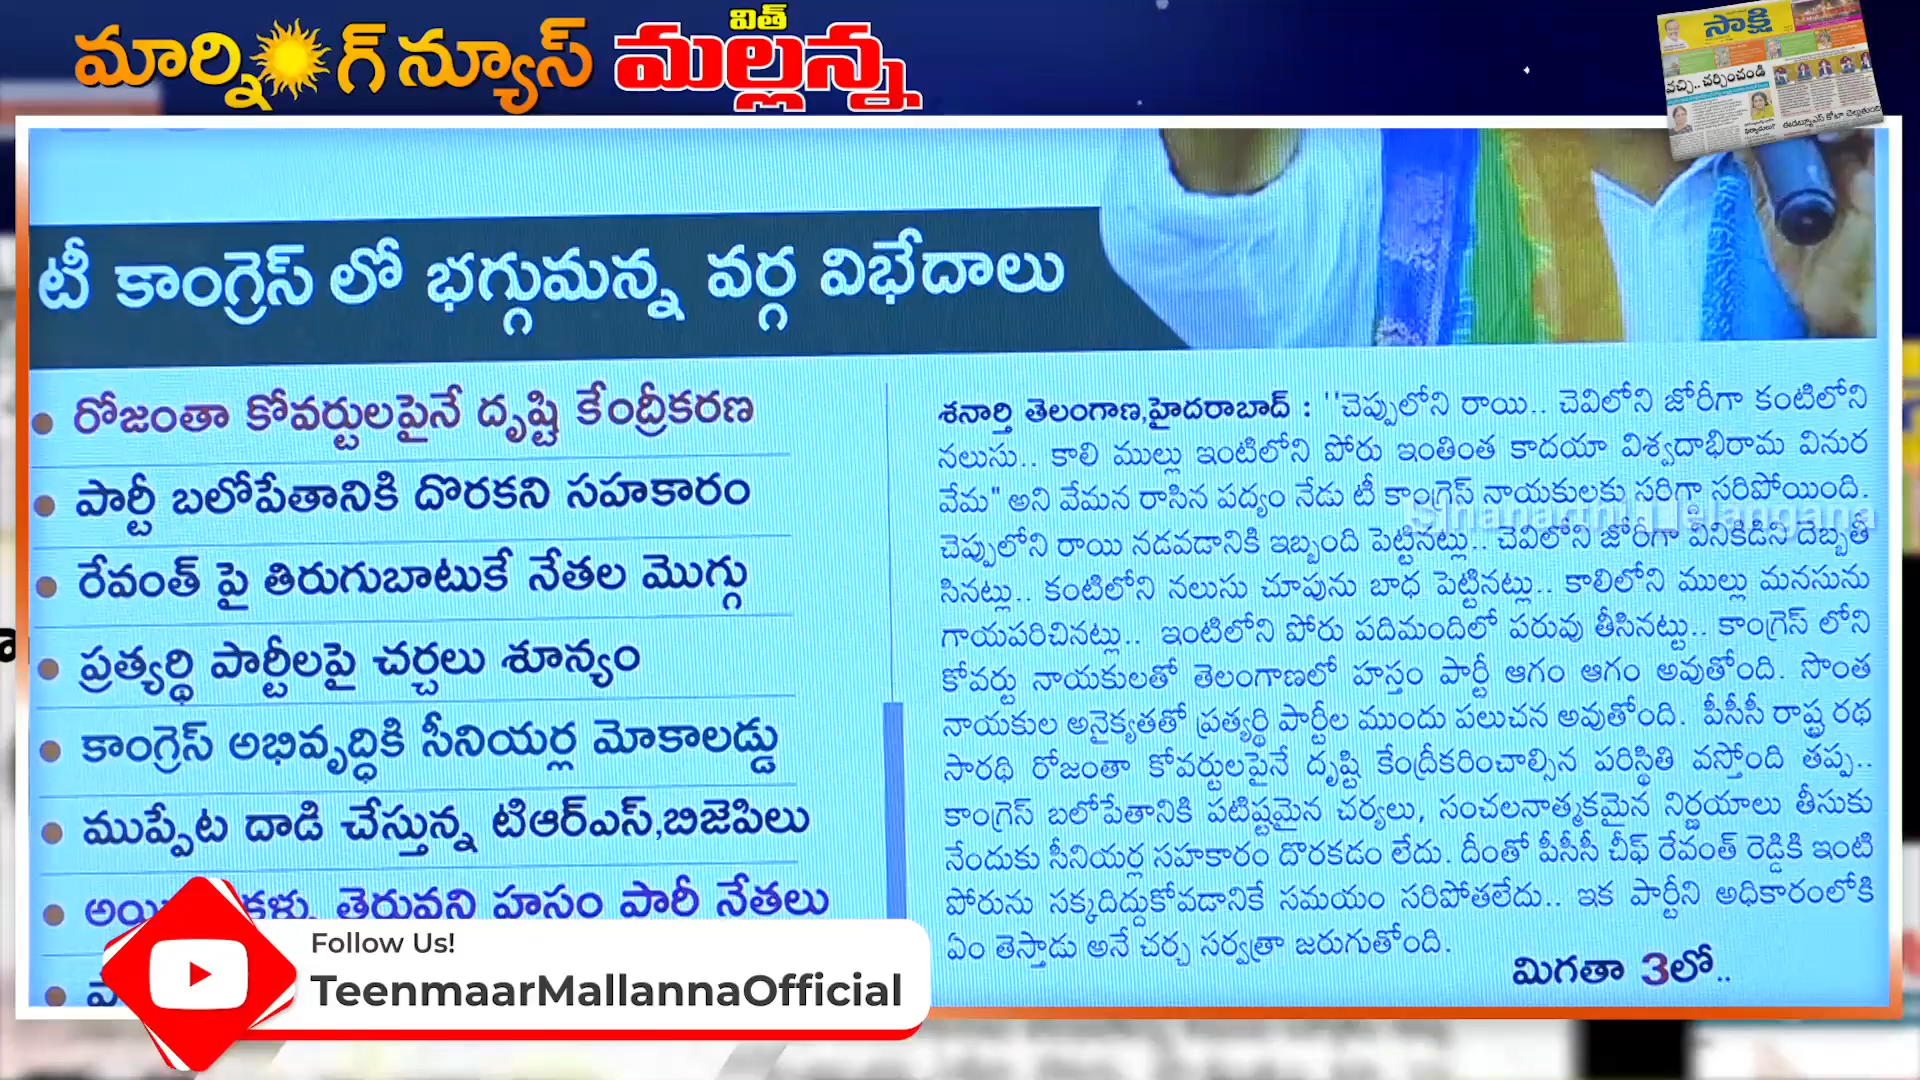 మార్నింగ్ న్యూస్ విత్ మల్లన్న
సాక్షి
వచ్చి.. చర్చించండి
టీ కాంగ్రెస్ లో భగ్గుమన్న వర్గ విభేదాలు
• రోజంతా కోవర్టులపైనే దృష్టి కేంద్రీకరణ
• పార్టీ బలోపేతానికి దొరకని సహకారం
• రేవంత్ పై తిరుగుబాటుకే నేతల మొగ్గు
• ప్రత్యర్థి పార్టీలపై చర్చలు శూన్యం
• కాంగ్రెస్ అభివృద్ధికి సీనియర్ల మోకాలడ్డు
• ముప్పేట దాడి చేస్తున్న టిఆర్ఎస్,బిజెపిలు
• తెరువని హస్తం పార్టీ నేతలు
శనార్తి తెలంగాణ,హైదరాబాద్ : ''చెప్పులోని రాయి.. చెవిలోని జోరీగా కంటిలోని
నలుసు.. కాలి ముల్లు ఇంటిలోని పోరు ఇంతింత కాదయా విశ్వదాభిరామ వినుర
వేమ" అని వేమన రాసిన పద్యం నేడు టీ కాంగ్రెస్ నాయకులకు సరిగ్గా సరిపోయింది.
చెప్పులోని రాయి నడవడానికి ఇబ్బంది పెట్టినట్లు.. చెవిలోని జోరీగా వినికిడిని దెబ్బతీ
సినట్లు.. కంటిలోని నలుసు చూపును బాధ పెట్టినట్లు.. కాలిలోని ముల్లు మనసును
గాయపరిచినట్లు.. ఇంటిలోని పోరు పదిమందిలో పరువు తీసినట్టు.. కాంగ్రెస్ లోని
కోవర్టు నాయకులతో తెలంగాణలో హస్తం పార్టీ ఆగం ఆగం అవుతోంది. సొంత
నాయకుల అనైక్యతతో ప్రత్యర్థి పార్టీల ముందు పలుచన అవుతోంది. పీసీసీ రాష్ట్ర రథ
సారథి రోజంతా కోవర్టులపైనే దృష్టి కేంద్రీకరించాల్సిన పరిస్థితి వస్తోంది తప్ప..
కాంగ్రెస్ బలోపేతానికి పటిష్టమైన చర్యలు, సంచలనాత్మకమైన నిర్ణయాలు తీసుకు
నేందుకు సీనియర్ల సహకారం దొరకడం లేదు. దీంతో పీసీసీ చీఫ్ రేవంత్ రెడ్డికి ఇంటి
పోరును సక్కదిద్దుకోవడానికే సమయం సరిపోతలేదు.. ఇక పార్టీని అధికారంలోకి
ఏం తెస్తాడు అనే చర్చ సర్వత్రా జరుగుతోంది.
మిగతా 3లో..
Follow Us!
TeenmaarMallannaOfficial